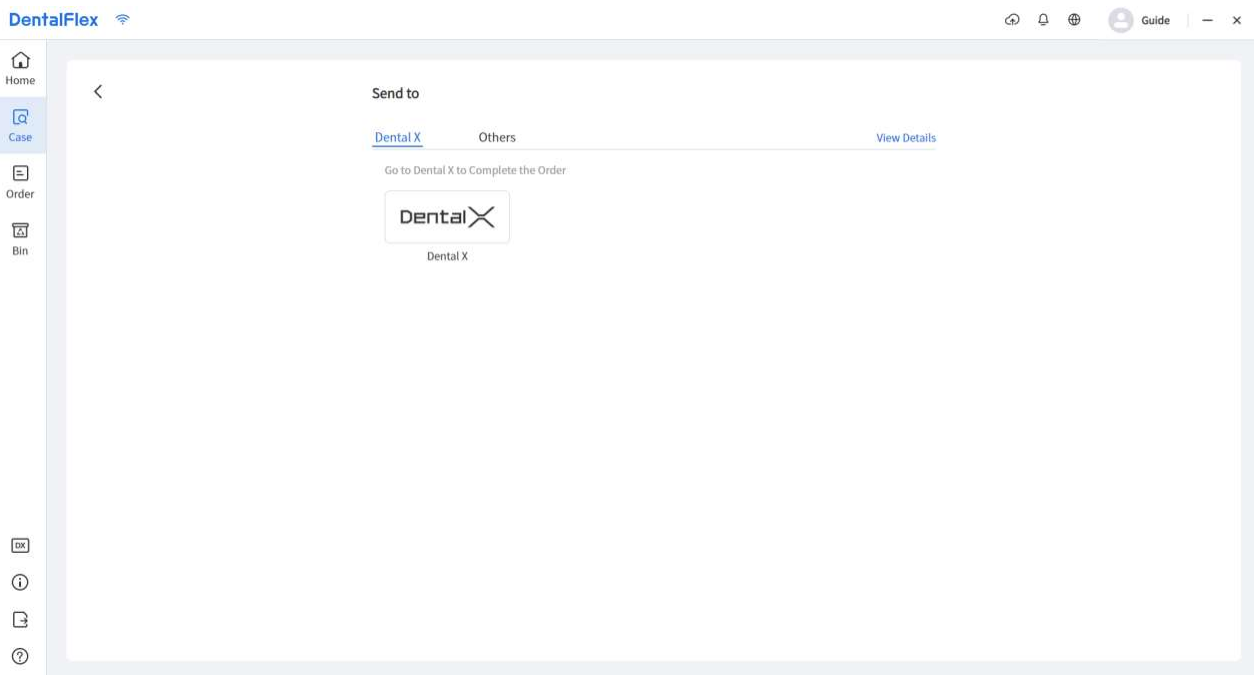 DentalFlex
Guide
Home
Case
Order
Bin
DX
Send to
Dental X
Others
View Details
Go to Dental X to Complete the Order
Dental X
Dental X